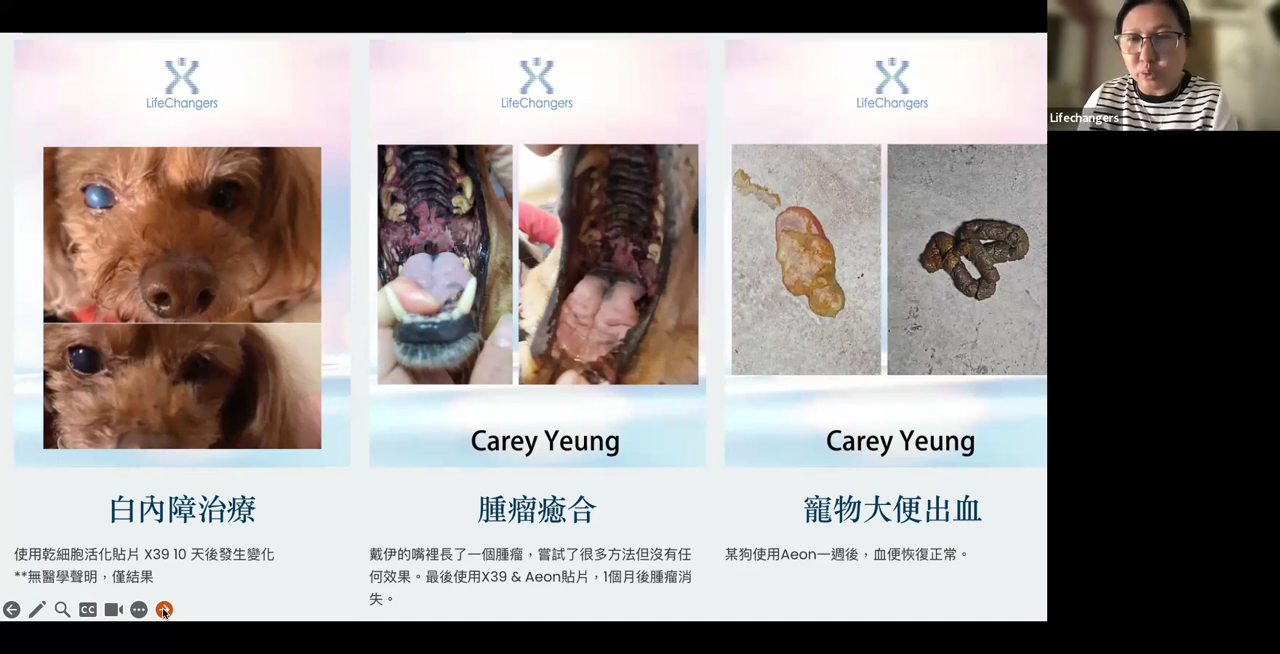 LifeChangers
LifeChangers
LifeChangers
Lifechangers
Carey Yeung
Carey Yeung
白內障治療
使用乾細胞活化貼片 X39 10 天後發生變化
**無醫學聲明，僅結果
腫瘤癒合
戴伊的嘴裡長了一個腫瘤，嘗試了很多方法但沒有任
何效果。最後使用X39 & Aeon貼片，1個月後腫瘤消
失。
寵物大便出血
某狗使用Aeon一週後，血便恢復正常。
CC